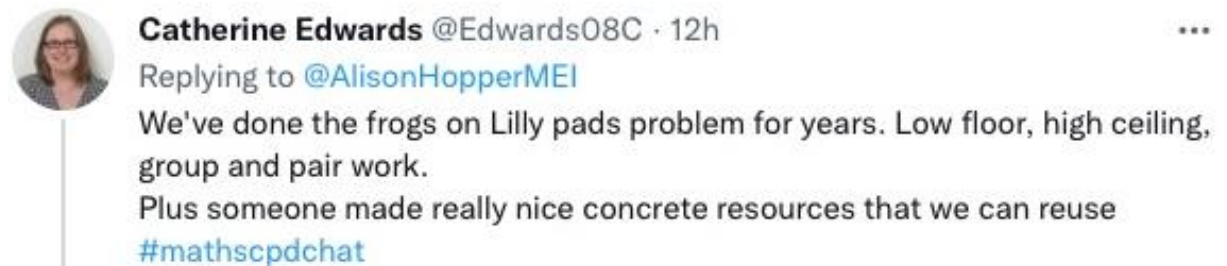 Catherine Edwards @Edwards08C · 12h
Replying to @AlisonHopperMEI
We've done the frogs on Lilly pads problem for years. Low floor, high ceiling,
group and pair work.
Plus someone made really nice concrete resources that we can reuse
#mathscpdchat